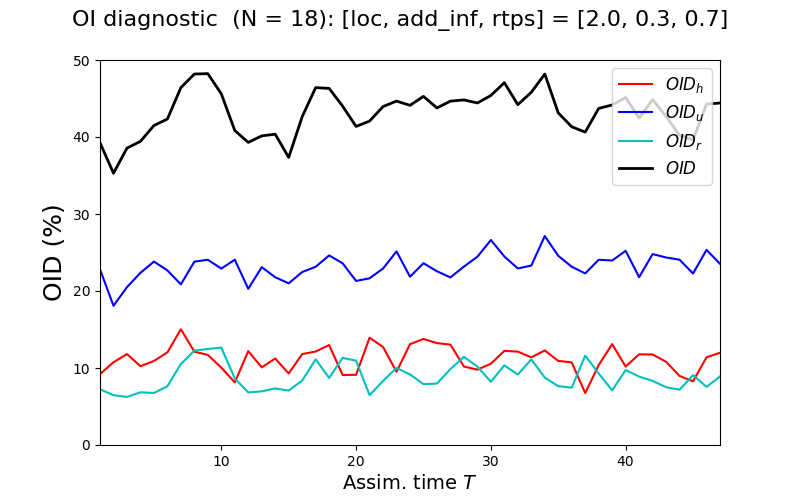 OI diagnostic  (N = 18): [loc, add_inf, rtps] = [2.0, 0.3, 0.7]
50
40
30
20
10
0
OID (%)
OID_h
OID_u
OID_r
OID
10 20 30 40
Assim. time T